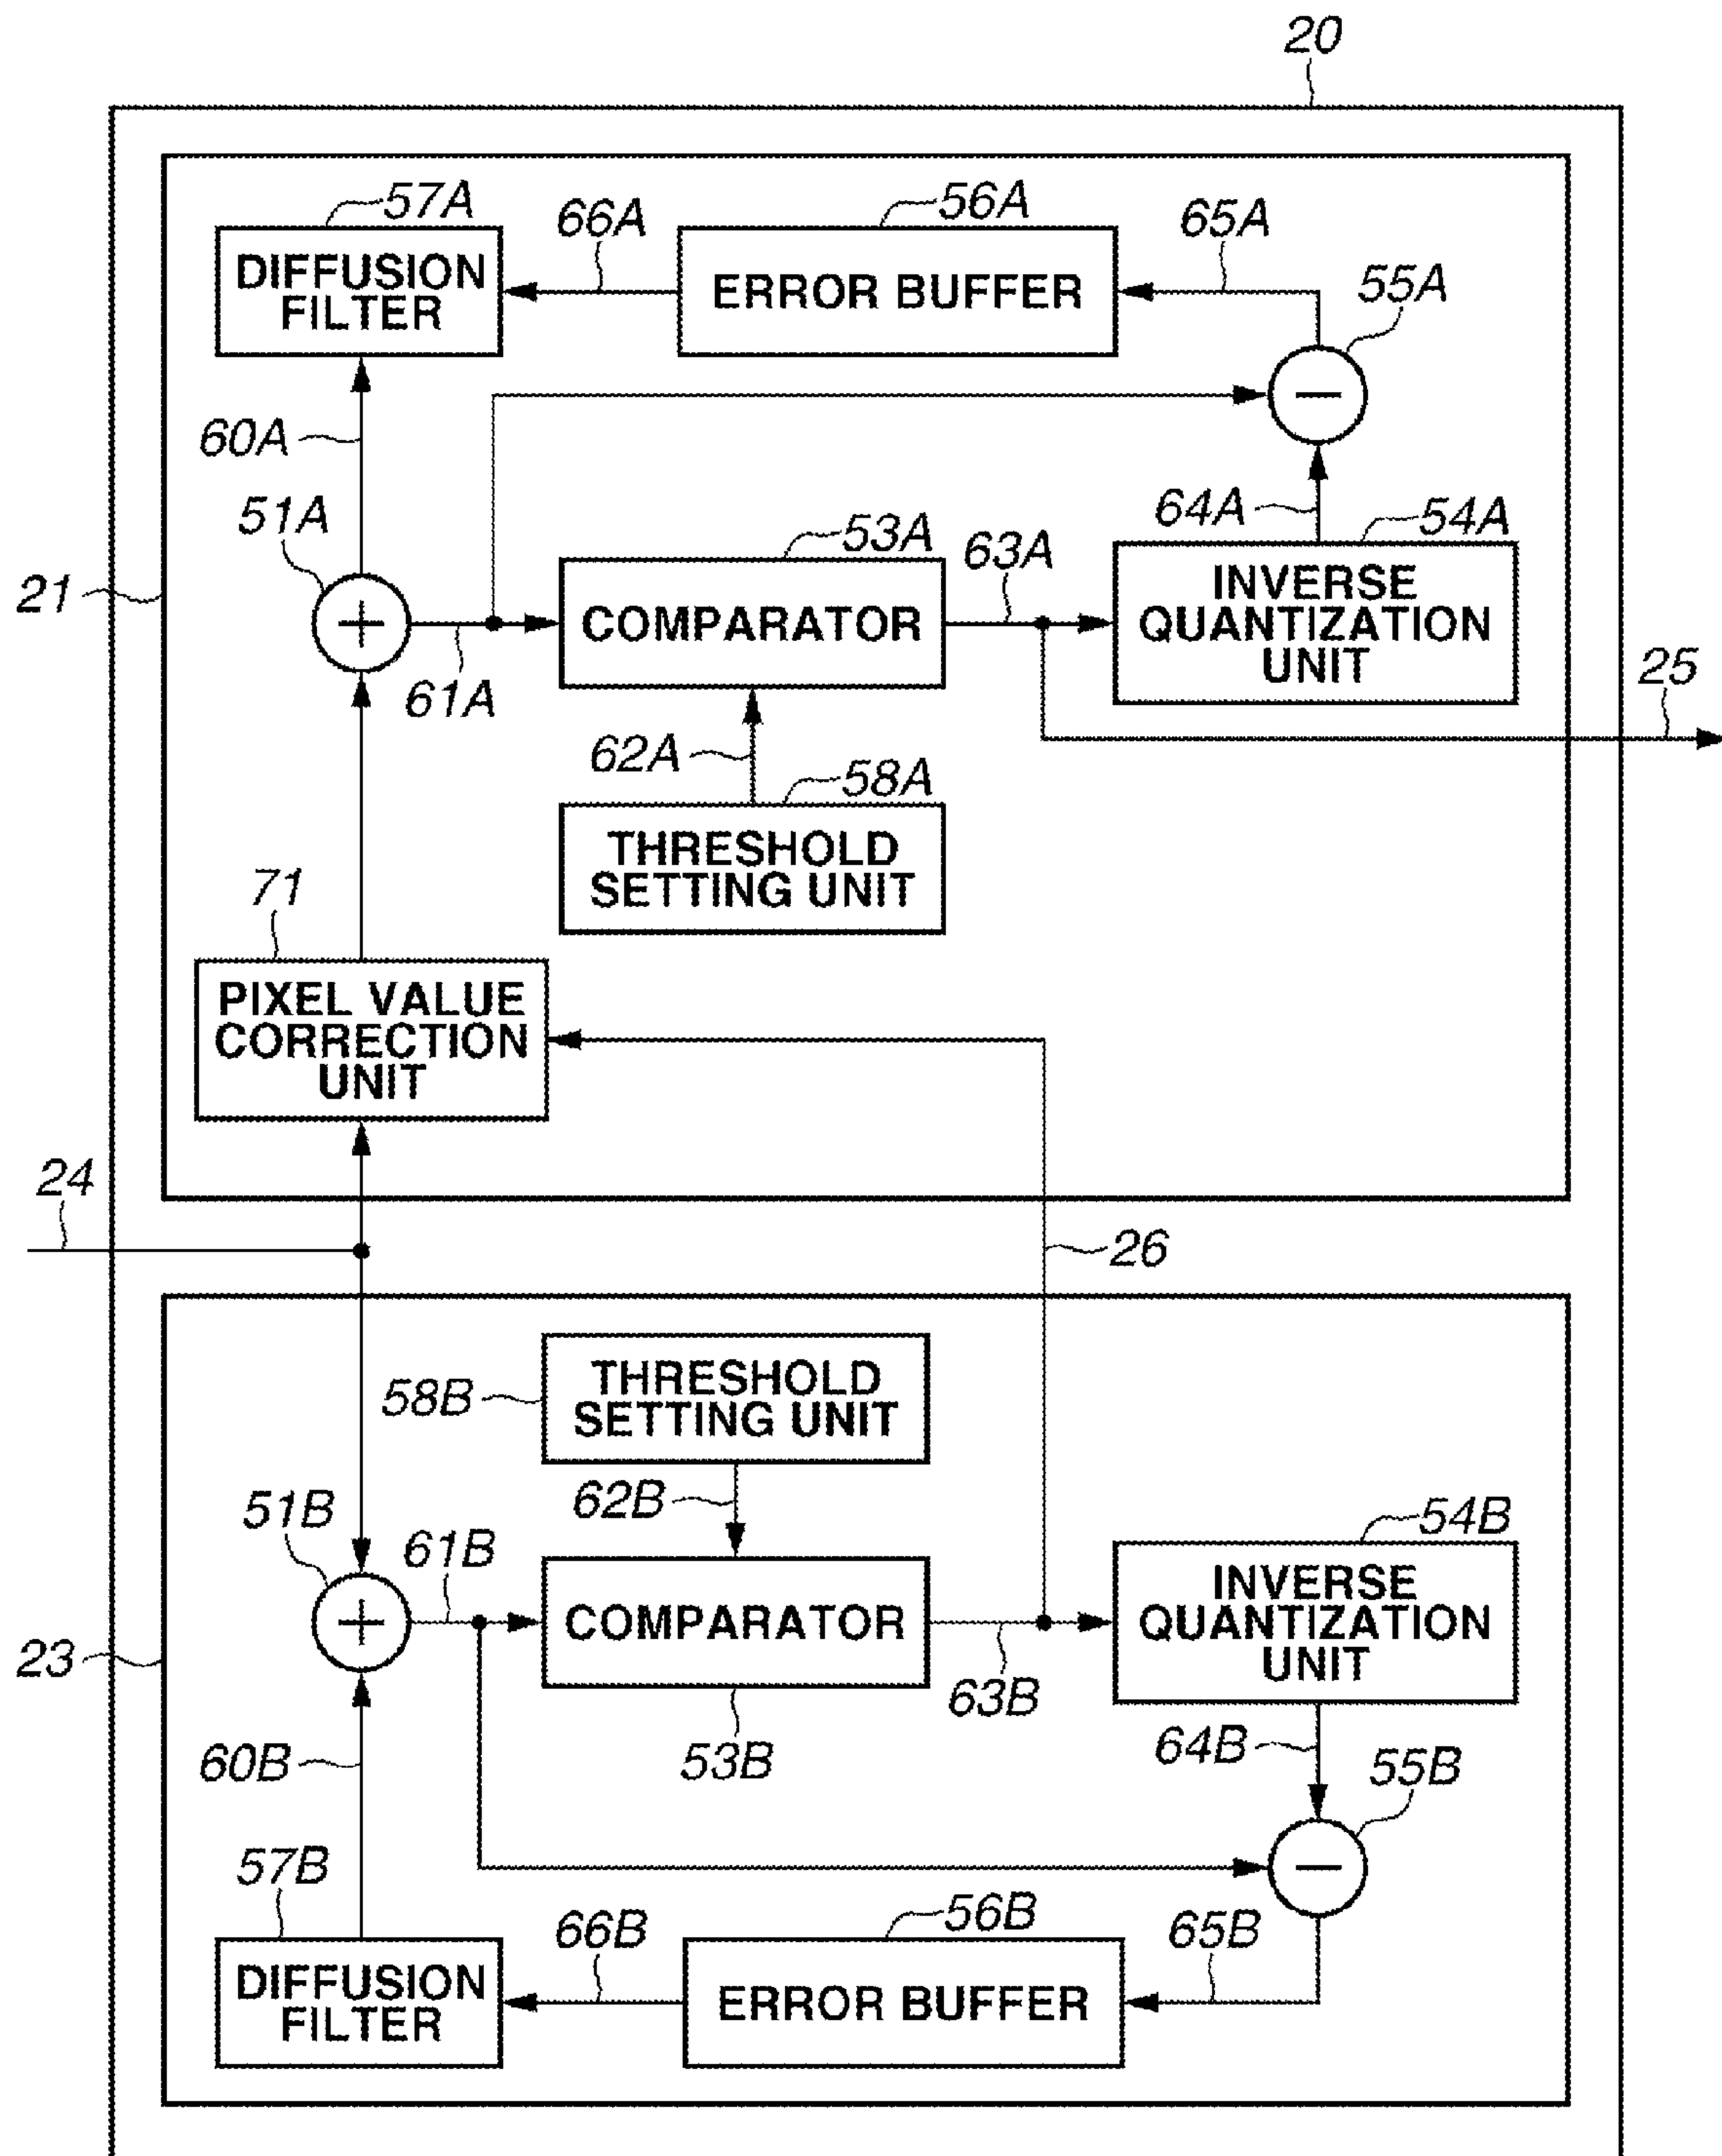 20
57A
66A
56A
65A
DIFFUSION
FILTER
ERROR BUFFER
55A
−
60A
51A
64A
54A
53A
63A
21
+
COMPARATOR
INVERSE
QUANTIZATION
UNIT
61A
25
62A
58A
THRESHOLD
SETTING UNIT
71
PIXEL VALUE
CORRECTION
UNIT
24
26
58B
THRESHOLD
SETTING UNIT
62B
51B
61B
54B
+
COMPARATOR
INVERSE
QUANTIZATION
UNIT
23
63B
53B
60B
64B
55B
−
57B
66B
56B
65B
DIFFUSION
FILTER
ERROR BUFFER